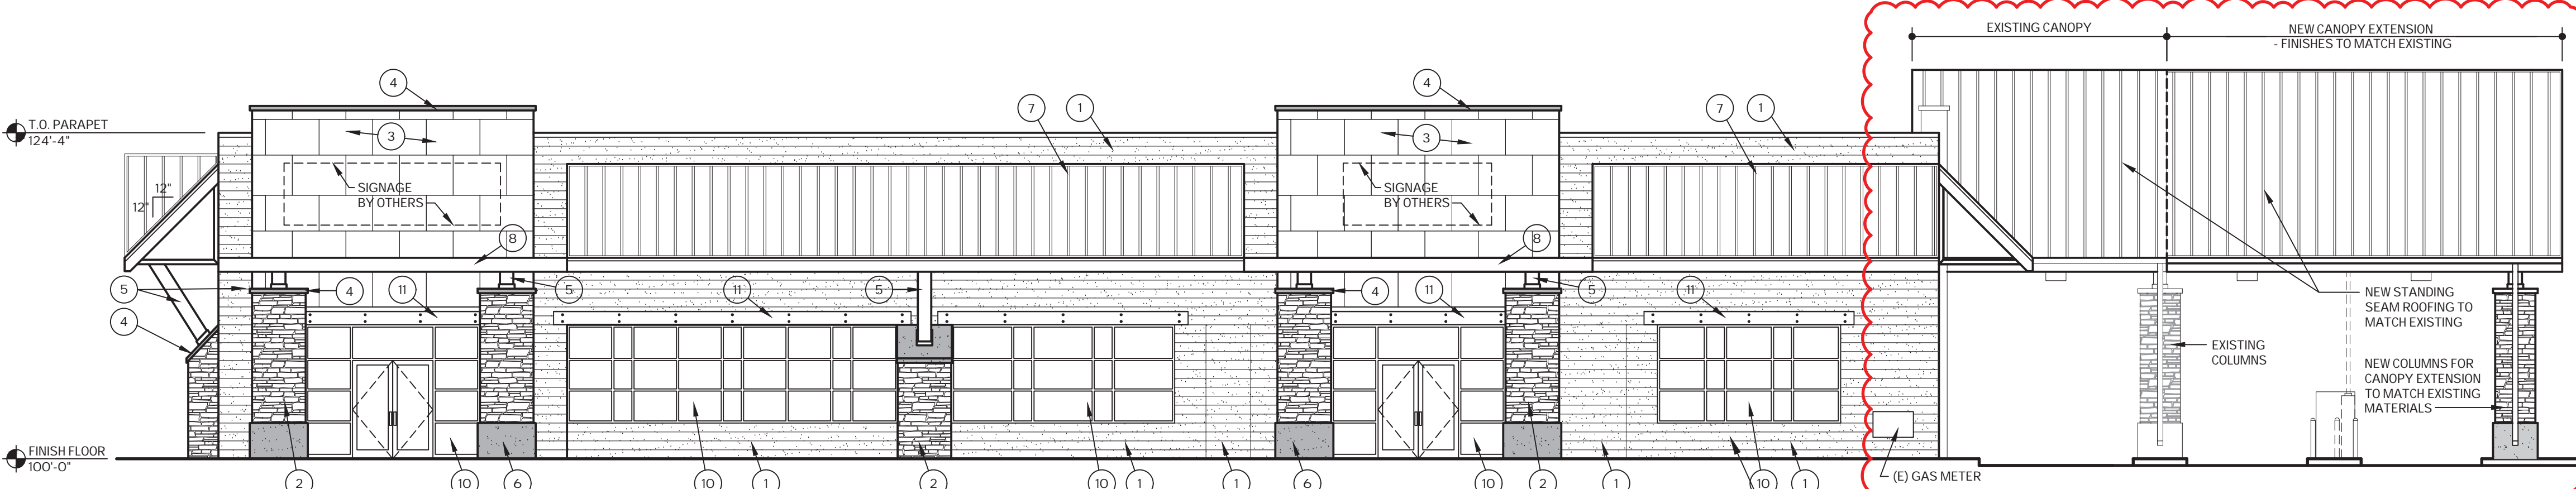 EXISTING CANOPY
NEW CANOPY EXTENSION
- FINISHES TO MATCH EXISTING
4
4
7
1
7
1
T.O. PARAPET
124'-4"
3
3
12"
12"
SIGNAGE
BY OTHERS
SIGNAGE
BY OTHERS
8
8
5
4
11
5
11
5
4
11
5
11
4
NEW STANDING
SEAM ROOFING TO
MATCH EXISTING
EXISTING
COLUMNS
NEW COLUMNS FOR
CANOPY EXTENSION
TO MATCH EXISTING
MATERIALS
FINISH FLOOR
100'-0"
2
10
6
10
1
2
10
1
1
6
10
2
1
10
1
(E) GAS METER